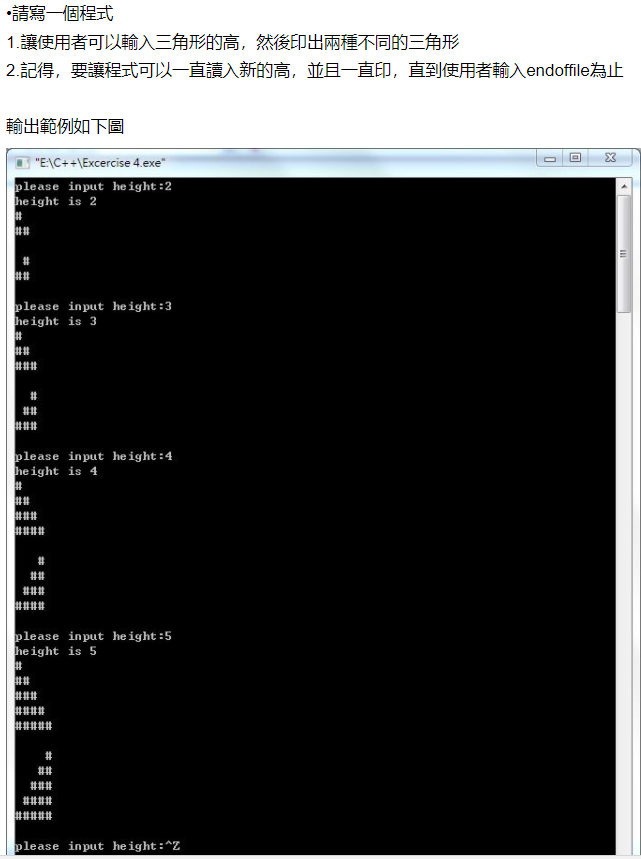 •請寫一個程式
1.讓使用者可以輸入三角形的高，然後印出兩種不同的三角形
2.記得，要讓程式可以一直讀入新的高，並且一直印，直到使用者輸入endoffile為止
輸出範例如下圖
"E:\C++\Excercise 4.exe"
please input height:2
height is 2
#
##
 #
##
please input height:3
height is 3
#
##
###
  #
 ##
###
please input height:4
height is 4
#
##
###
####
   #
  ##
 ###
####
please input height:5
height is 5
#
##
###
####
#####
    #
   ##
  ###
 ####
#####
please input height:^Z